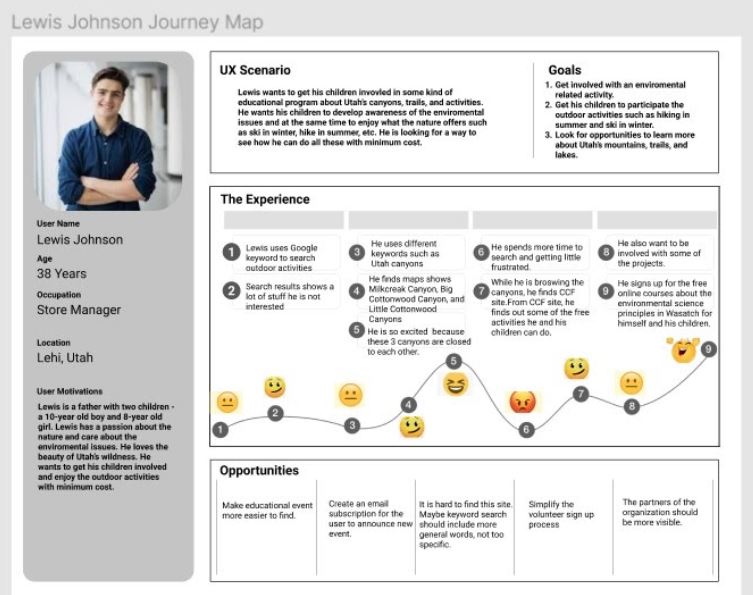 Lewis Johnson Journey Map
User Name
Lewis Johnson
Age
38 Years
Occupation
Store Manager
Location
Lehi, Utah
User Motivations
Lewis is a father with two children -
a 10-year old boy and 8-year old
girl. Lewis has a passion about the
nature and care about the
enviromental issues. He loves the
beauty of Utah's wildness. He
wants to get his children involved
and enjoy the outdoor activities
with minimum cost.
UX Scenario
Lewis wants to get his children invovled in some kind of
educational program about Utah's canyons, trails, and activities.
He wants his children to develop awareness of the enviromental
issues and at the same time to enjoy what the nature offers such
as ski in winter, hike in summer, etc. He is looking for a way to
see how he can do all these with minimum cost.
Goals
1. Get involved with an enviromental
related activity.
2. Get his children to participate the
outdoor activities such as hiking in
summer and ski in winter.
3. Look for opportunities to learn more
about Utah's mountains, trails, and
lakes.
The Experience
1 Lewis uses Google
keyword to search
outdoor activities
2 Search results shows a
lot of stuff he is not
interested
3 He uses different
keywords such as
Utah canyons
4 He finds maps shows
Milkcreak Canyon, Big
Cottonwood Canyon, and
Little Cottonwood
Canyons
5 He is so excited because
these 3 canyons are closed
to each other.
6 He spends more time to
search and getting little
frustrated.
7 While he is browsing the
canyons, he finds CCF
site.From CCF site, he
finds out some of the free
activities he and his
children can do.
8 He also want to be
involved with some of
the projects.
9 He signs up for the free
online courses about the
environmental science
principles in Wasatch for
himself and his children.
1
2
3
4
5
6
7
8
9
Opportunities
Make educational event
more easier to find.
Create an email
subscription for the
user to announce new
event.
It is hard to find this site.
Maybe keyword search
should include more
general words, not too
specific.
Simplify the
volunteer sign up
process
The partners of the
organization should
be more visible.